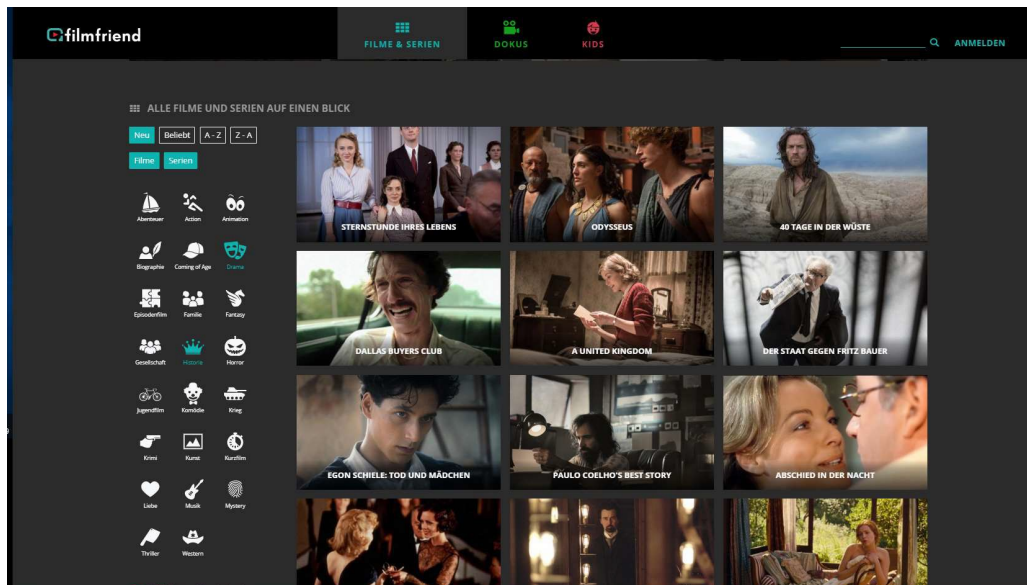 filmfriend
FILME & SERIEN
DOKUS
KIDS
ANMELDEN
ALLE FILME UND SERIEN AUF EINEN BLICK
Neu Beliebt A - Z Z - A
Filme Serien
Abenteuer Action Animation
Biographie Coming of Age Drama
Episodenfilm Familie Fantasy
Gesellschaft Historie Horror
Jugendfilm Komödie Krieg
Krimi Kunst Kurzfilm
Liebe Musik Mystery
Thriller Western
STERNSTUNDE IHRES LEBENS
ODYSSEUS
40 TAGE IN DER WÜSTE
DALLAS BUYERS CLUB
A UNITED KINGDOM
DER STAAT GEGEN FRITZ BAUER
EGON SCHIELE: TOD UND MÄDCHEN
PAULO COELHO'S BEST STORY
ABSCHIED IN DER NACHT